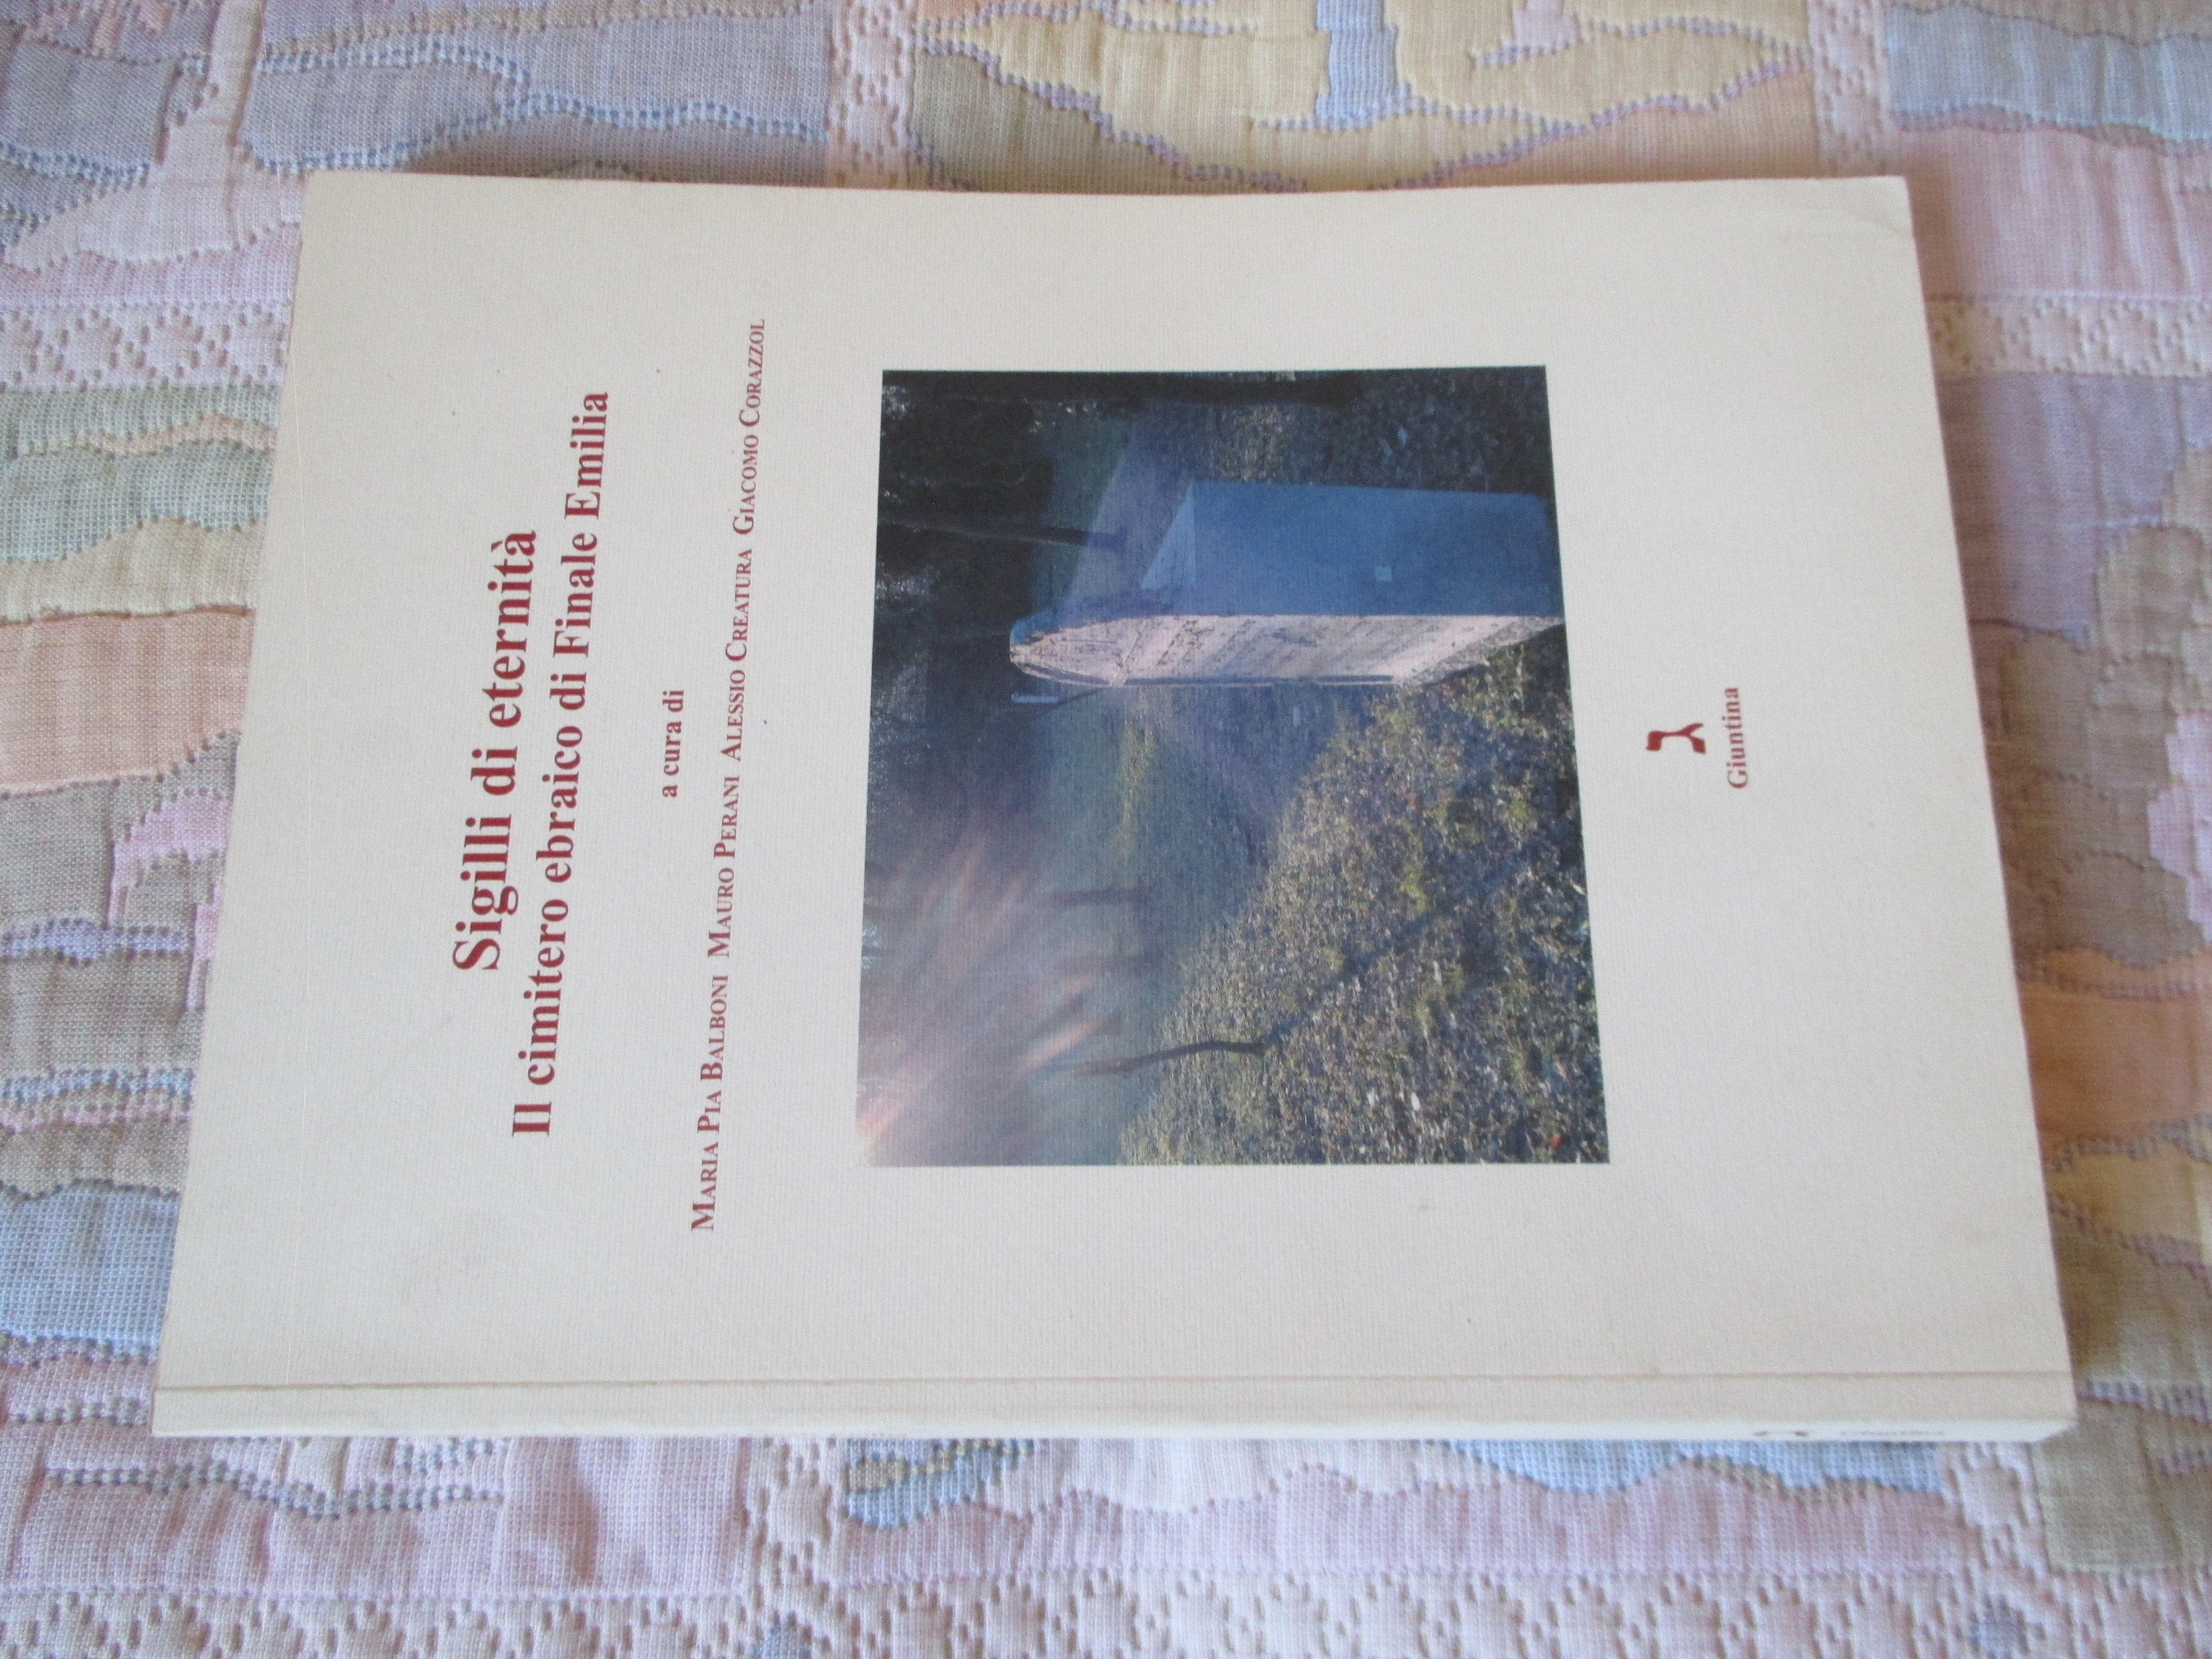 Sigilli di eternità
Il cimitero ebraico di Finale Emilia
a cura di
MARIA PIA BALBONI MAURO PERANI ALESSIO CREATURA GIACOMO CORAZZOL
ג
Giuntina